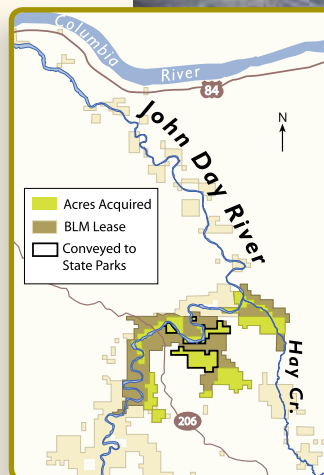 Columbia
River
84
John Day River
N
Acres Acquired
BLM Lease
Conveyed to
State Parks
Hay Cr.
206